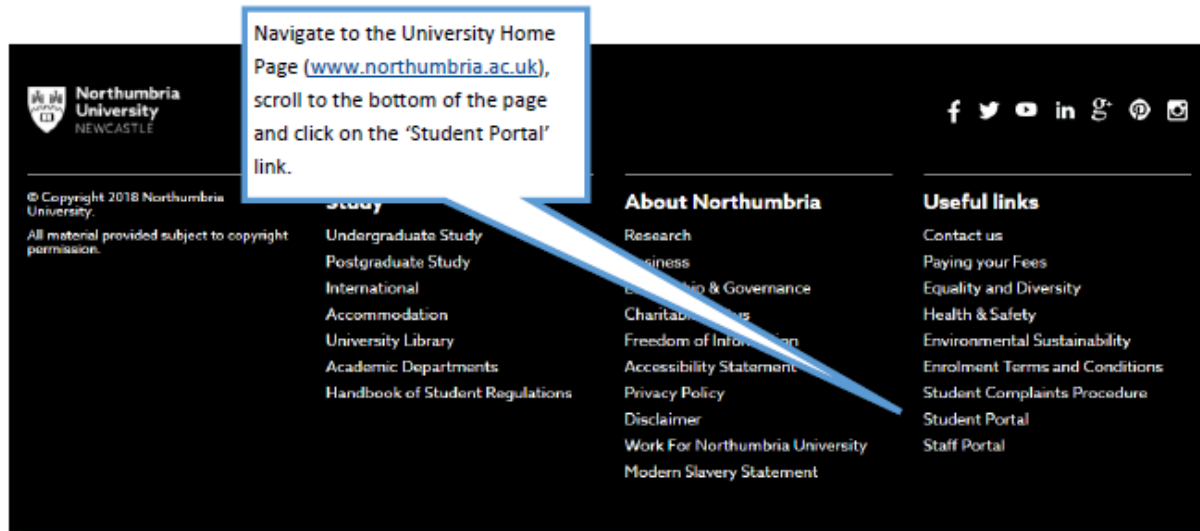 Navigate to the University Home
Page (www.northumbria.ac.uk),
scroll to the bottom of the page
and click on the ‘Student Portal’
link.
Northumbria
University
NEWCASTLE
© Copyright 2018 Northumbria
University.
All material provided subject to copyright
permission.
Study
Undergraduate Study
Postgraduate Study
International
Accommodation
University Library
Academic Departments
Handbook of Student Regulations
About Northumbria
Research
& Governance
Freedom of
Accessibility Statement
Privacy Policy
Disclaimer
Work For Northumbria University
Modern Slavery Statement
Useful links
Contact us
Paying your Fees
Equality and Diversity
Health & Safety
Environmental Sustainability
Enrolment Terms and Conditions
Student Complaints Procedure
Student Portal
Staff Portal